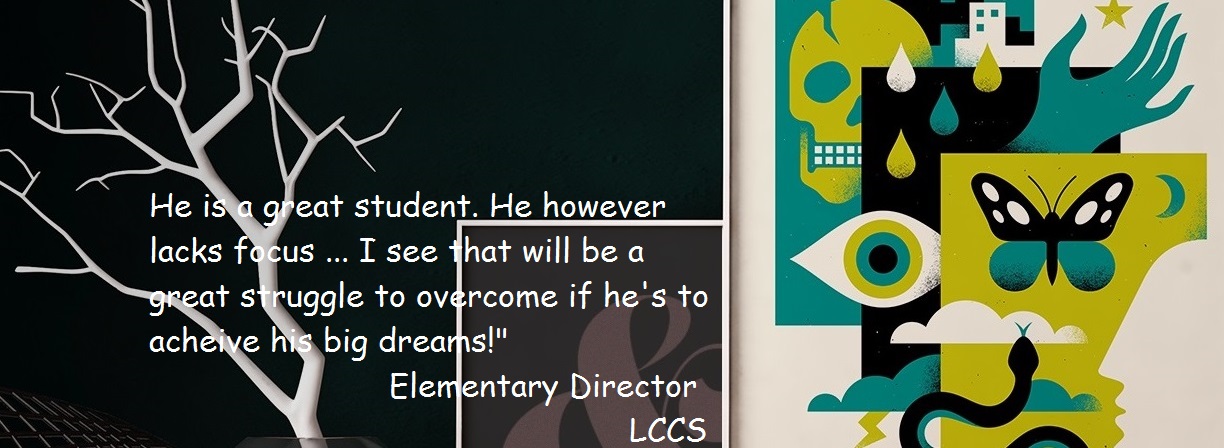 He is a great student. He however
lacks focus ... I see that will be a
great struggle to overcome if he's to
acheive his big dreams!"
Elementary Director
LCCS
&